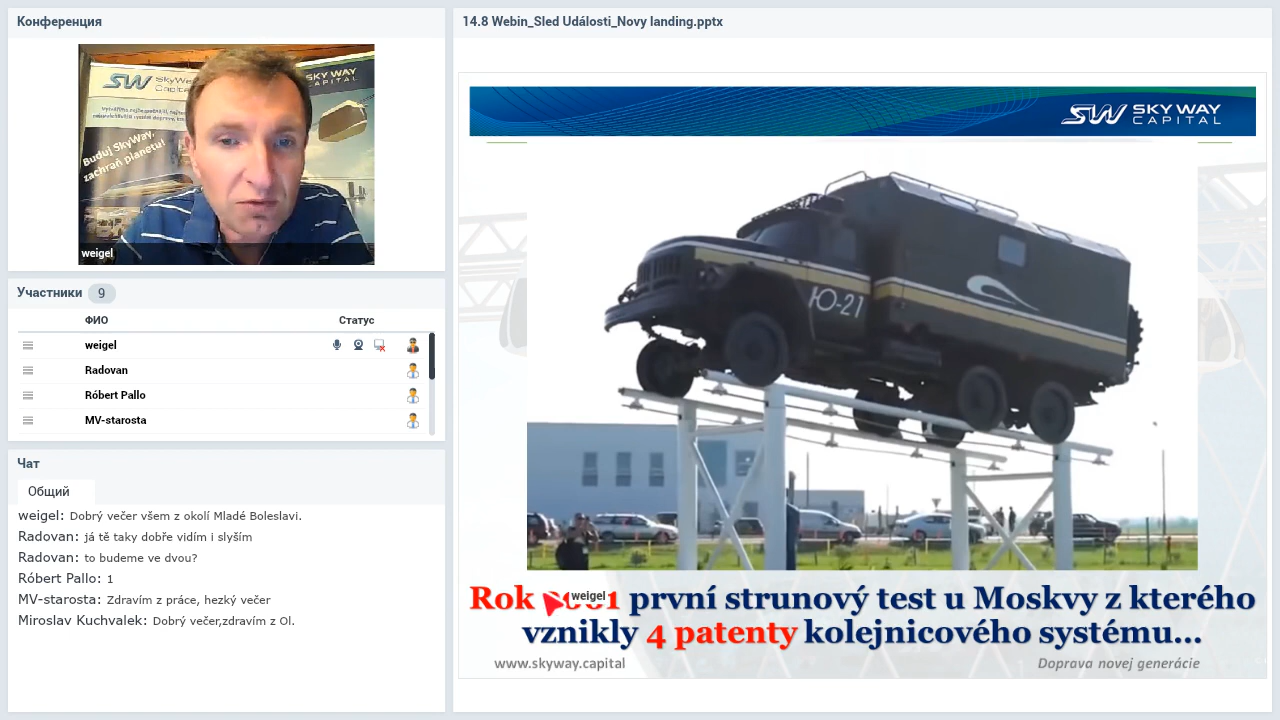 Конференция
SkyWay
Capital
SKY WAY
CAPITAL
Buduj SkyWay,
zachraň planetu!
weigel
Участники 9
ФИО Статус
weigel
Radovan
Róbert Pallo
MV-starosta
Чат
Общий
weigel: Dobrý večer všem z okolí Mladé Boleslavi.
Radovan: já tě taky dobře vidím i slyším
Radovan: to budeme ve dvou?
Róbert Pallo: 1
MV-starosta: Zdravím z práce, hezký večer
Miroslav Kuchvalek: Dobrý večer,zdravím z Ol.
14.8 Webin_Sled Události_Novy landing.pptx
SW SKY WAY
CAPITAL
Ю-21
weigel
Rok první strunový test u Moskvy z kterého
vznikly 4 patenty kolejnicového systému...
www.skyway.capital Doprava novej generácie